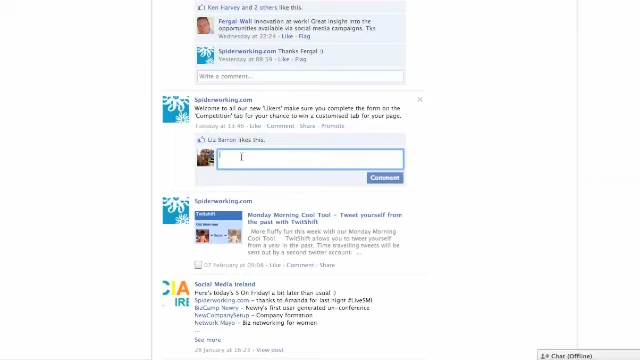 Ken Harvey and 2 others like this.
Fergal Wall Innovation at work! Great insight into the
opportunities available via social media campaigns. Tks
Wednesday at 22:24 · Like · Flag
Spiderworking.com Thanks Fergal :)
Yesterday at 08:59 · Like · Flag
Write a comment...
Spiderworking.com
Welcome to all our new 'Likers' make sure you complete the form on the
'Competition' tab for your chance to win a customised tab for your page.
Tuesday at 13:46 · Like · Comment · Share · Promote
Lia Barron likes this.
Comment
Spiderworking.com
Twitshift
Monday Morning Cool Tool - Tweet yourself from
the past with TwitShift
More fluffy fun this week with our Monday Morning
Cool Tool! TwitShift allows you to tweet yourself
from a year in the past. Time travelling tweets will be
sent out by a second twitter account. ...
07 February at 09:08 · Like · Comment · Share
CIA
IRE
Social Media Ireland
Here's today's 5 On Friday! a bit later than usual :)
Spiderworking.com - thanks to Amanda for last night #LiveSMI
BizCamp Newry - Newry's first user generated un-conference
NewCompanySetup - Company formation
Network Mayo - Biz networking for women
...
See more
28 January at 16:23 · View post
Chat (Offline)